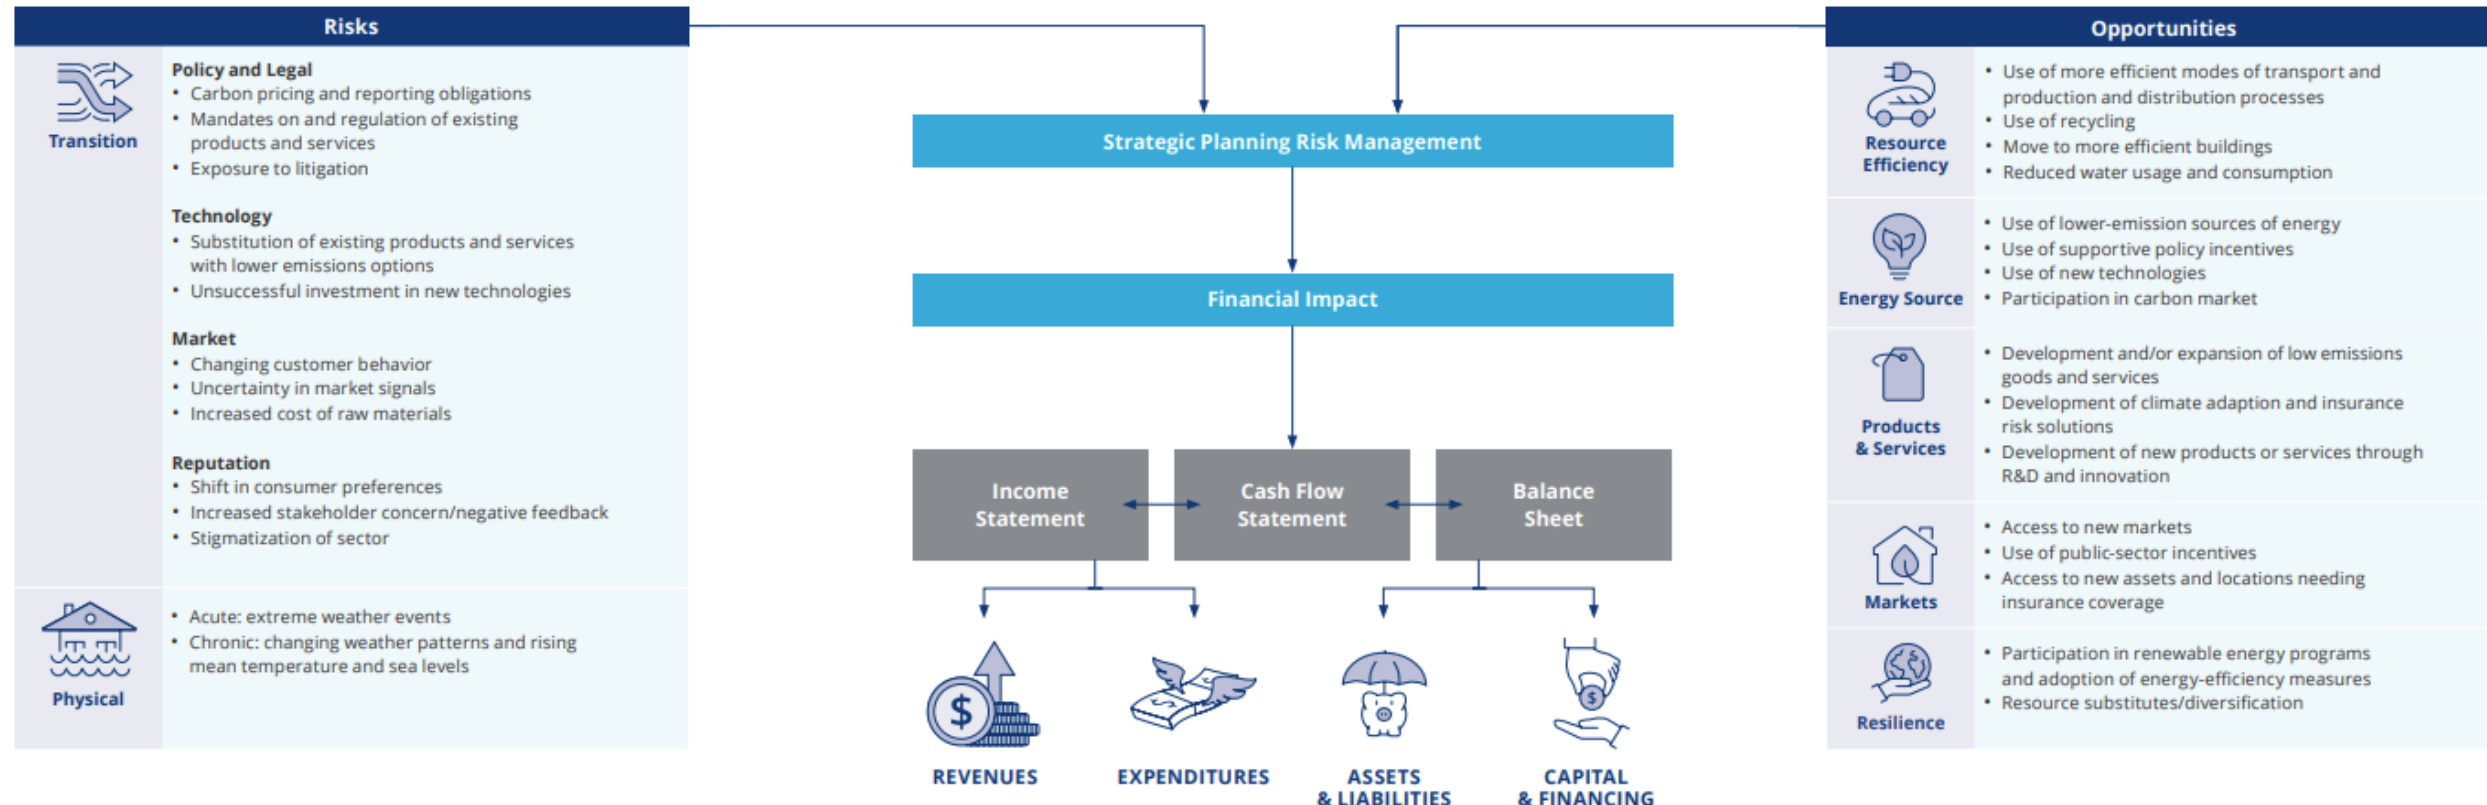 Risks
Transition
Policy and Legal
• Carbon pricing and reporting obligations
• Mandates on and regulation of existing
products and services
• Exposure to litigation
Technology
• Substitution of existing products and services
with lower emissions options
• Unsuccessful investment in new technologies
Market
• Changing customer behavior
• Uncertainty in market signals
• Increased cost of raw materials
Reputation
• Shift in consumer preferences
• Increased stakeholder concern/negative feedback
• Stigmatization of sector
Physical
• Acute: extreme weather events
• Chronic: changing weather patterns and rising
mean temperature and sea levels
Strategic Planning Risk Management
Financial Impact
Income
Statement
Cash Flow
Statement
Balance
Sheet
$
$
$
REVENUES
EXPENDITURES
ASSETS
& LIABILITIES
CAPITAL
& FINANCING
Opportunities
Resource
Efficiency
• Use of more efficient modes of transport and
production and distribution processes
• Use of recycling
• Move to more efficient buildings
• Reduced water usage and consumption
Energy Source
• Use of lower-emission sources of energy
• Use of supportive policy incentives
• Use of new technologies
• Participation in carbon market
Products
& Services
• Development and/or expansion of low emissions
goods and services
• Development of climate adaption and insurance
risk solutions
• Development of new products or services through
R&D and innovation
Markets
• Access to new markets
• Use of public-sector incentives
• Access to new assets and locations needing
insurance coverage
Resilience
• Participation in renewable energy programs
and adoption of energy-efficiency measures
• Resource substitutes/diversification